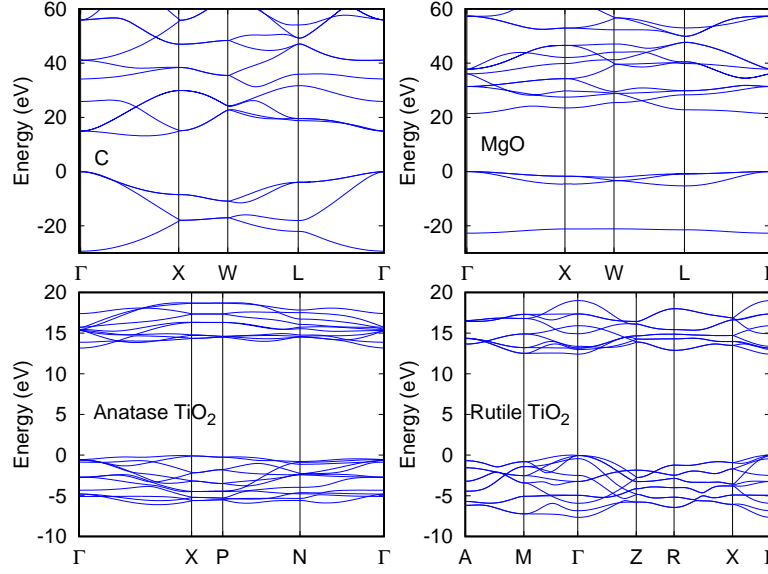 60
40
20
0
-20
Energy (eV)
C
Γ X W L Γ
60
40
20
0
-20
Energy (eV)
MgO
Γ X W L Γ
20
15
10
5
0
-5
-10
Energy (eV)
Anatase TiO2
Γ X P N Γ
20
15
10
5
0
-5
-10
Energy (eV)
Rutile TiO2
A M Γ Z R X Γ